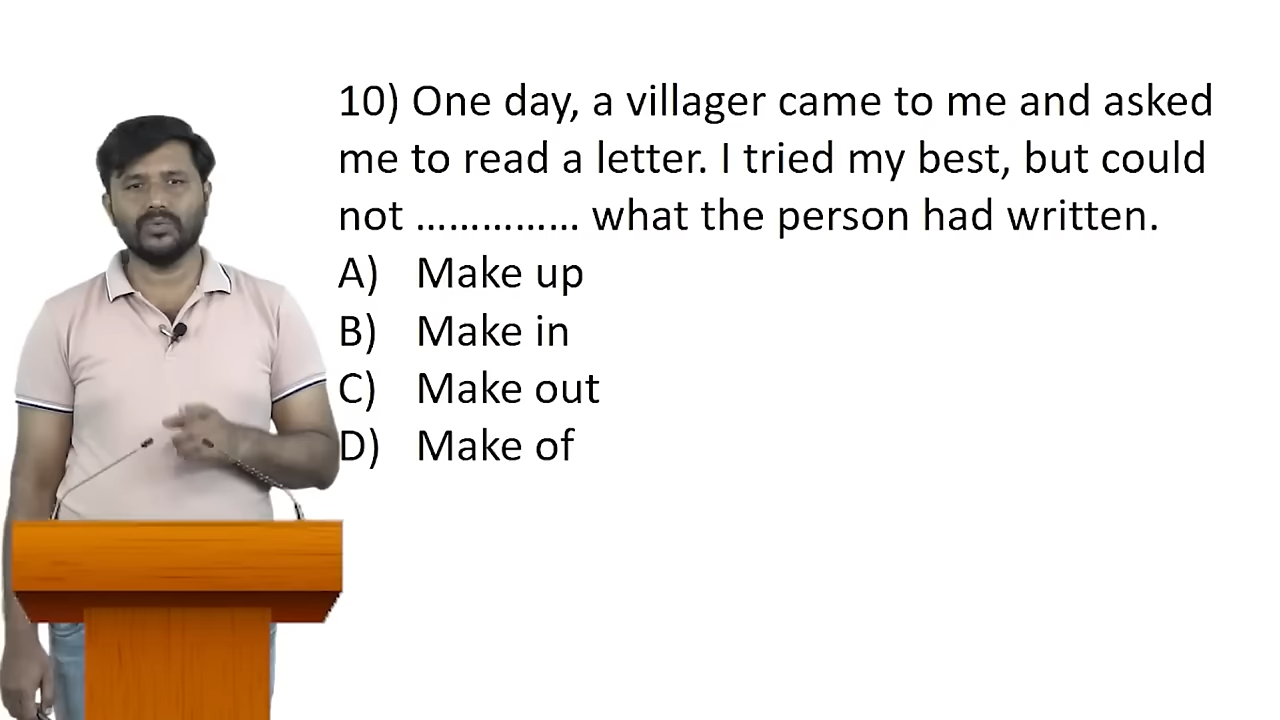 10) One day, a villager came to me and asked
me to read a letter. I tried my best, but could
not …………… what the person had written.
A) Make up
B) Make in
C) Make out
D) Make of